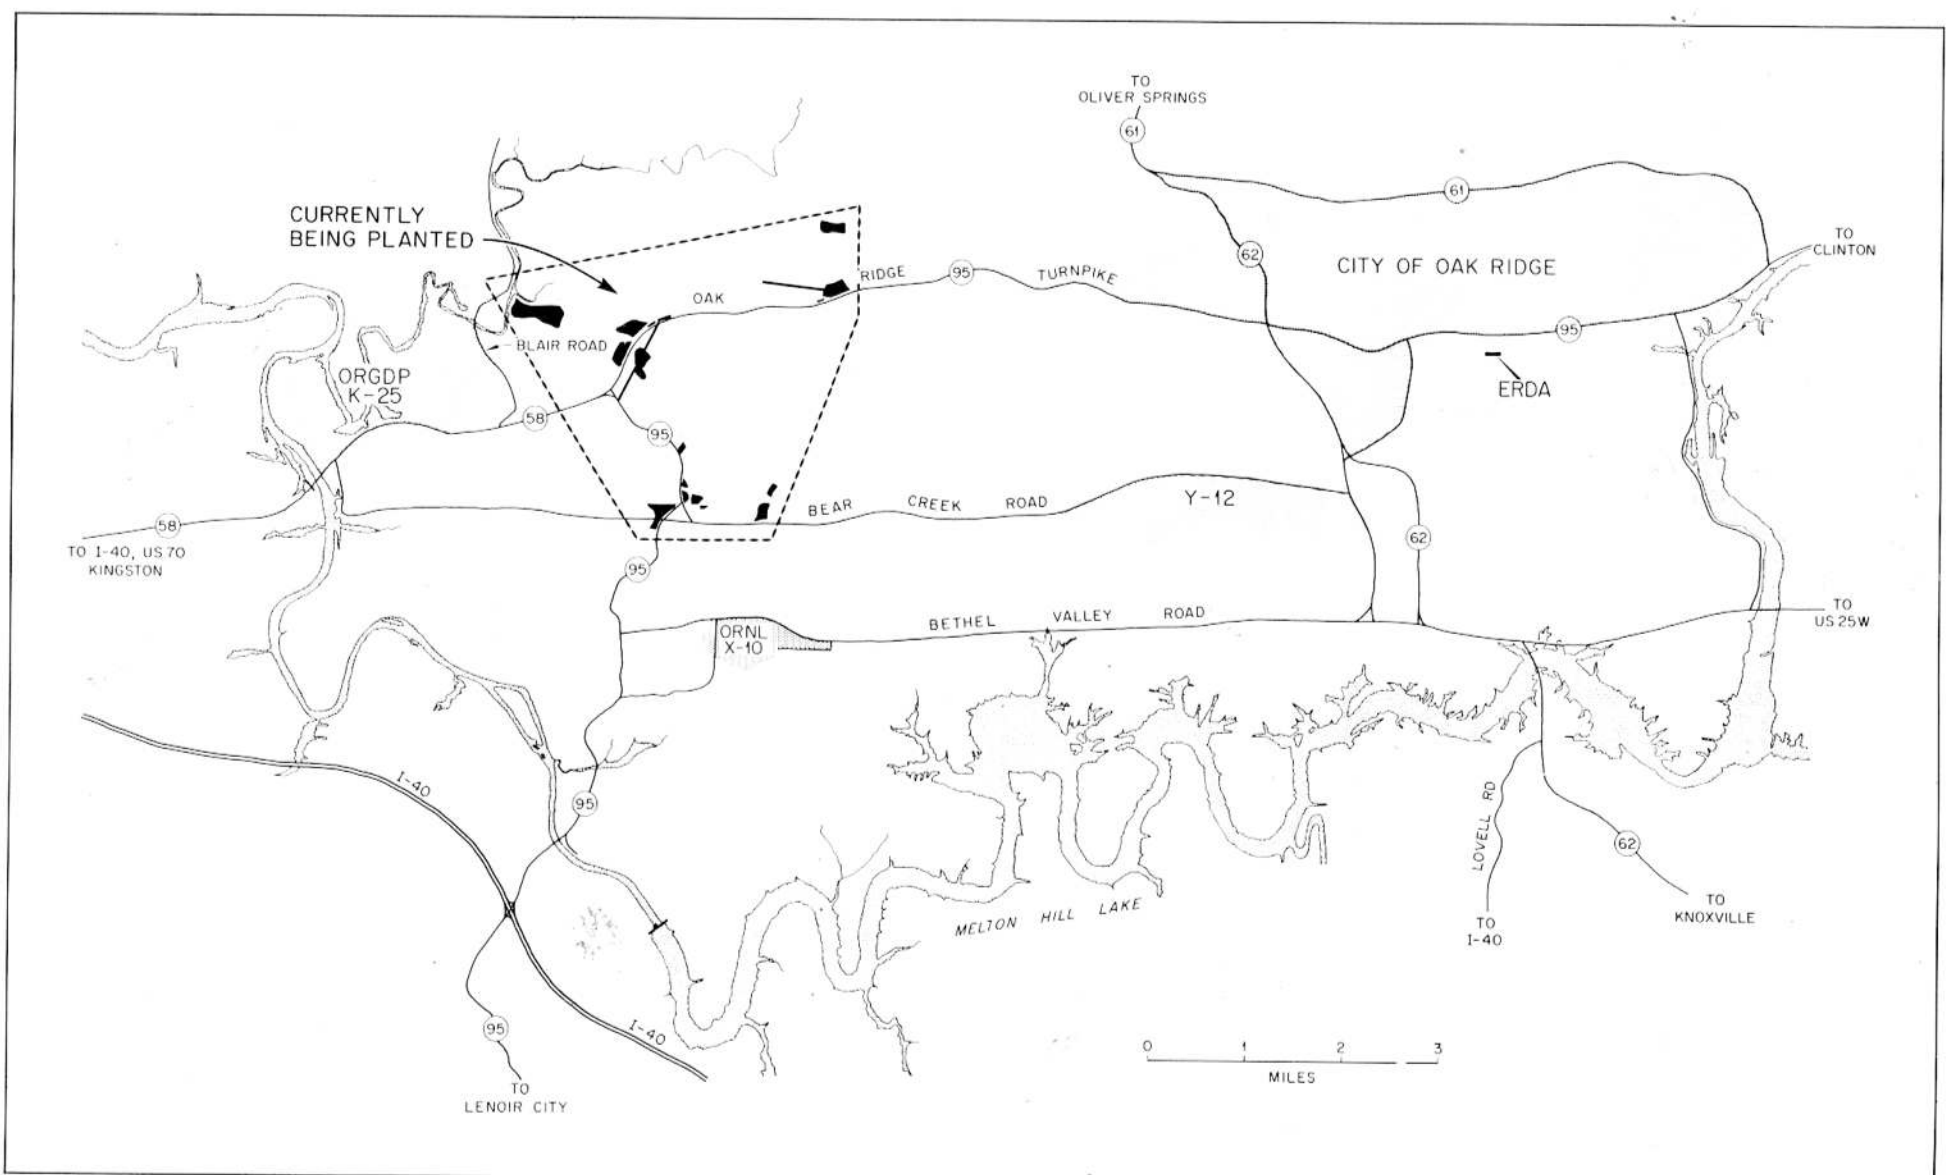 TO
OLIVER SPRINGS
61
61
CURRENTLY
BEING PLANTED
62
TO
CLINTON
CITY OF OAK RIDGE
OAK RIDGE 95 TURNPIKE
95
BLAIR ROAD
ORGDP
K-25
ERDA
58
95
BEAR CREEK ROAD
Y-12
58
TO I-40, US 70
KINGSTON
62
95
BETHEL VALLEY ROAD
TO
US 25W
ORNL
X-10
I-40
95
LOVELL RD
62
TO
KNOXVILLE
MELTON HILL LAKE
TO
I-40
95
I-40
0 1 2 3
MILES
TO
LENOIR CITY